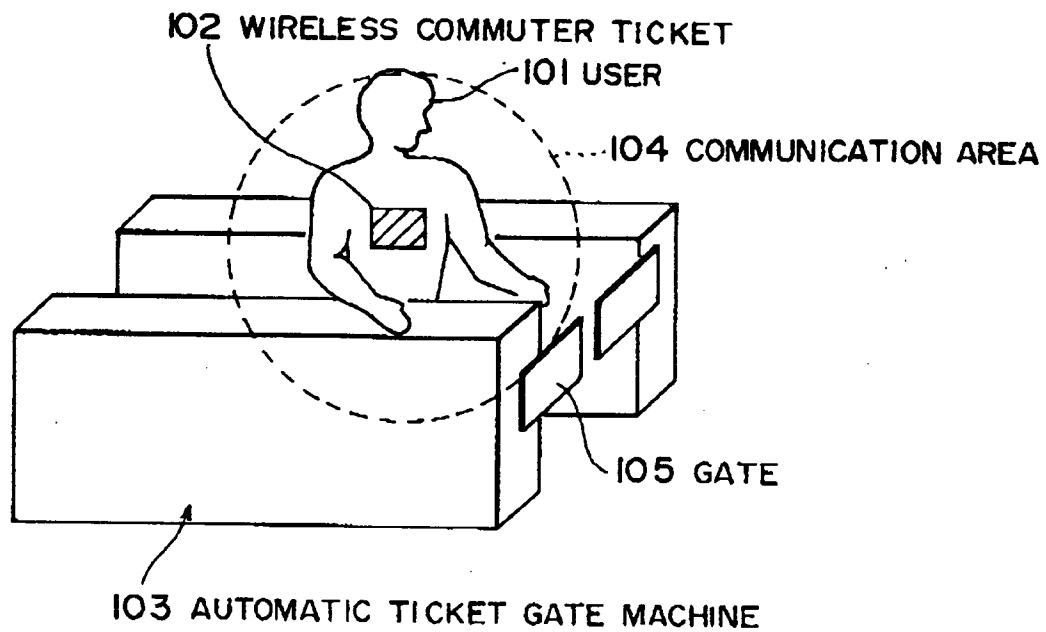 102 WIRELESS COMMUTER TICKET
101 USER
104 COMMUNICATION AREA
105 GATE
103 AUTOMATIC TICKET GATE MACHINE